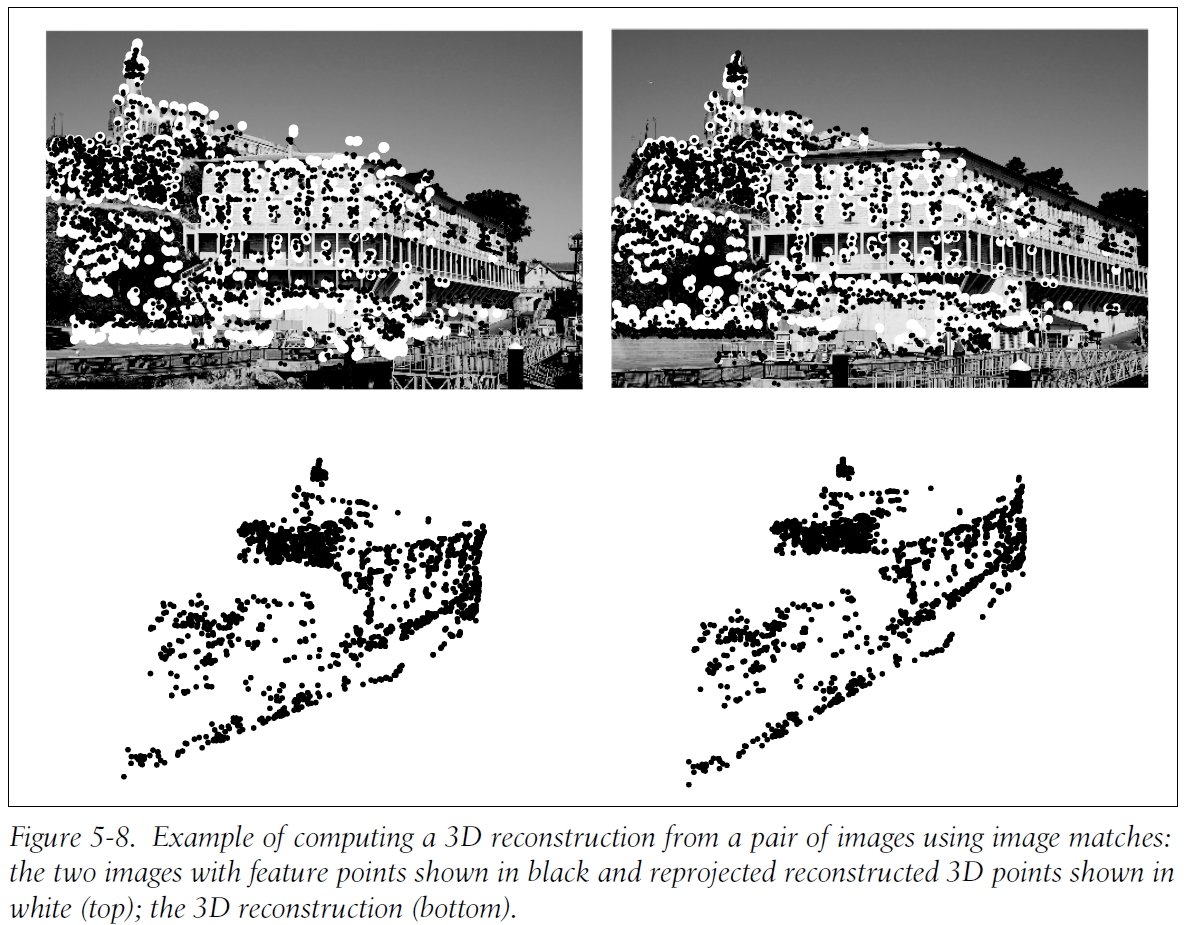 Figure 5-8. Example of computing a 3D reconstruction from a pair of images using image matches:
the two images with feature points shown in black and reprojected reconstructed 3D points shown in
white (top); the 3D reconstruction (bottom).